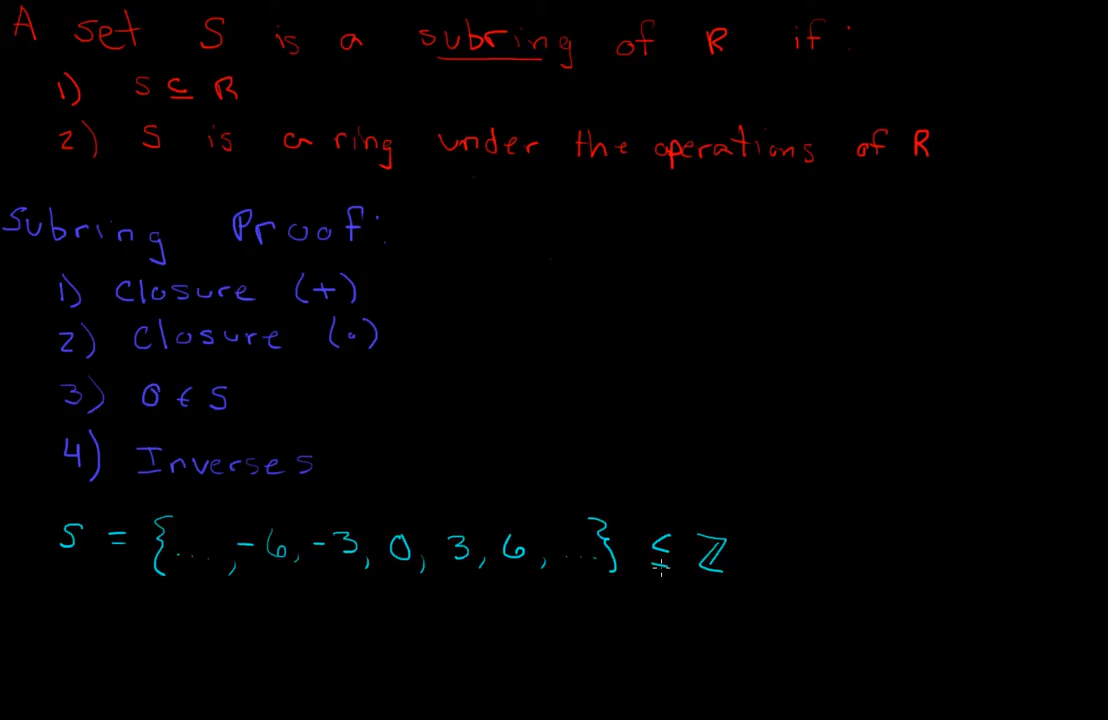 A set S is a subring of R if:
1) S ⊆ R
2) S is a ring under the operations of R
Subring Proof:
1) Closure (+)
2) Closure (∘)
3) 0 ∈ S
4) Inverses
S = {..., -6, -3, 0, 3, 6, ...} ≤ ℤ